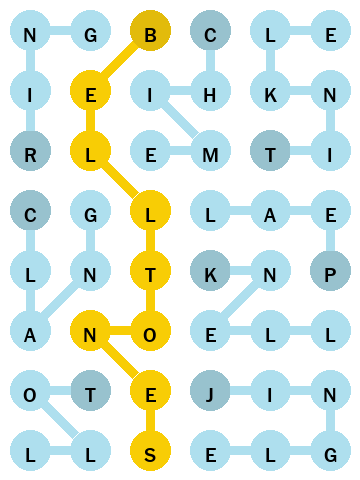 N G B C L E
I E I H K N
R L E M T I
C G L L A E
L N T K N P
A N O E L L
O T E J I N
L L S E L G